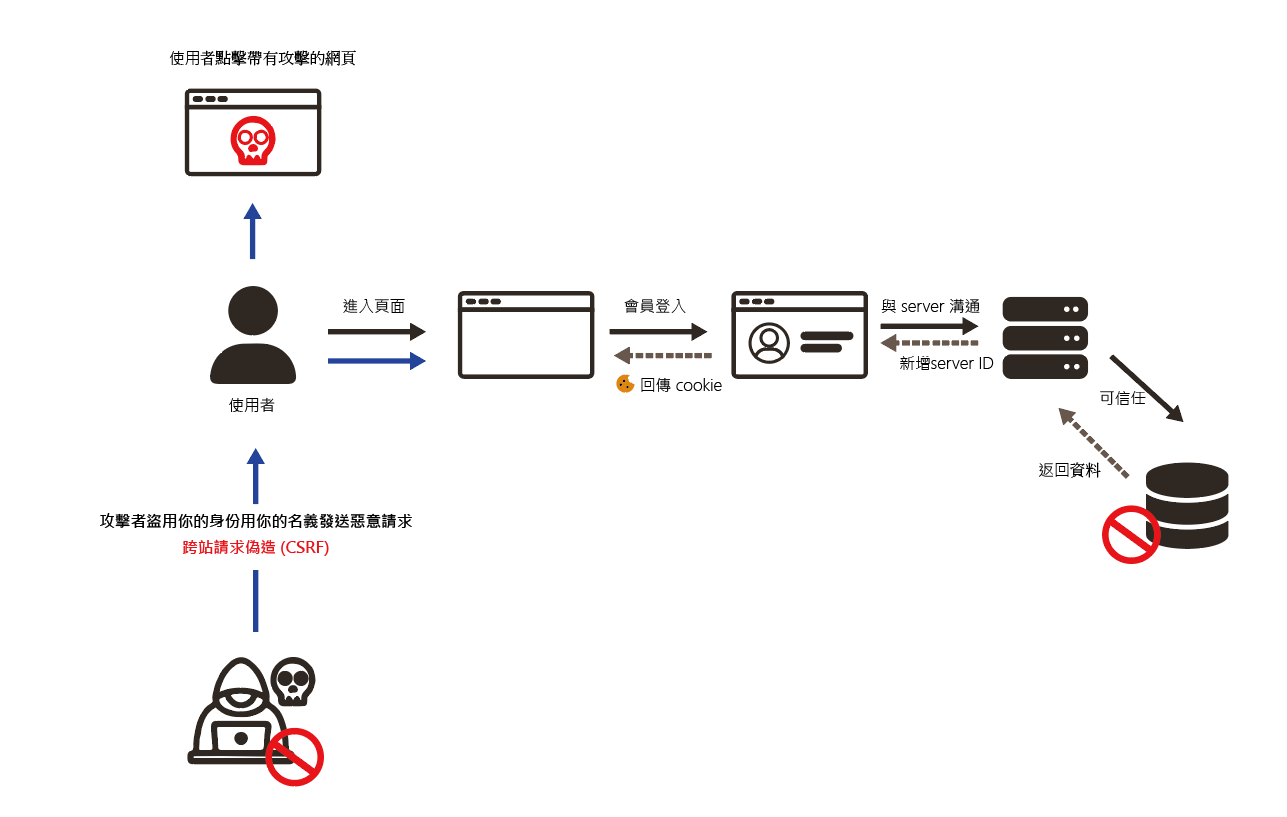 使用者點擊帶有攻擊的網頁
進入頁面
會員登入
與 server 溝通
新增server ID
回傳 cookie
可信任
使用者
返回資料
攻擊者盜用你的身份用你的名義發送惡意請求
跨站請求偽造 (CSRF)